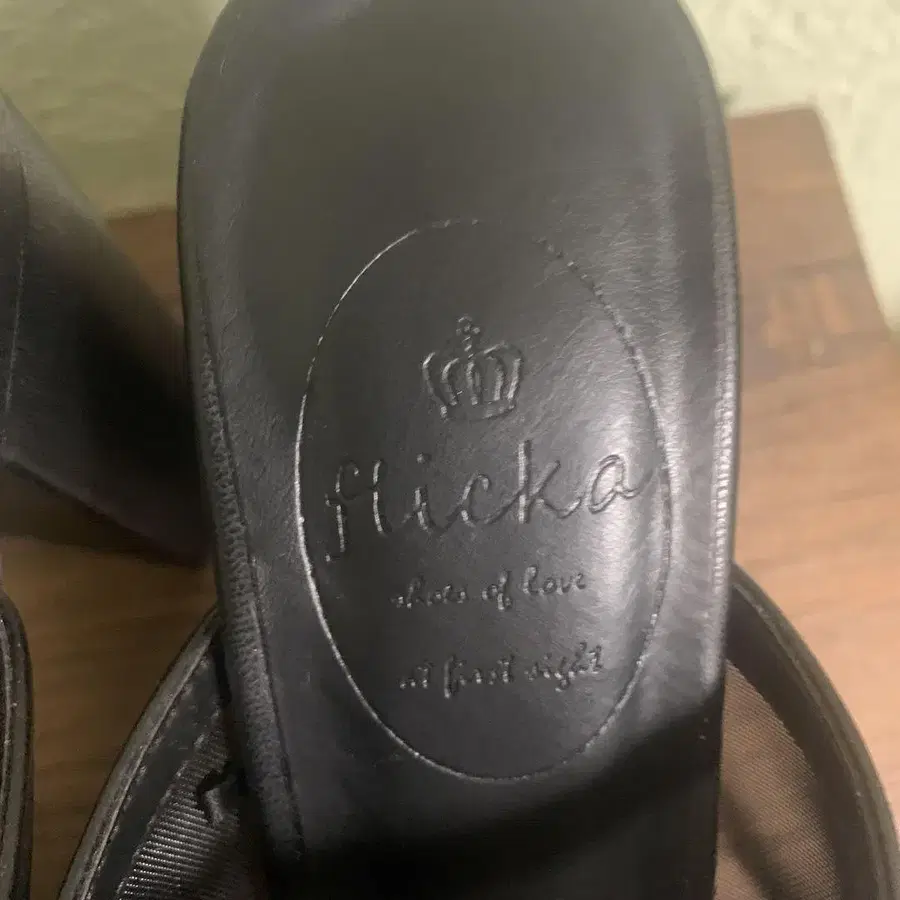 flicka
shoes of love
at first sight